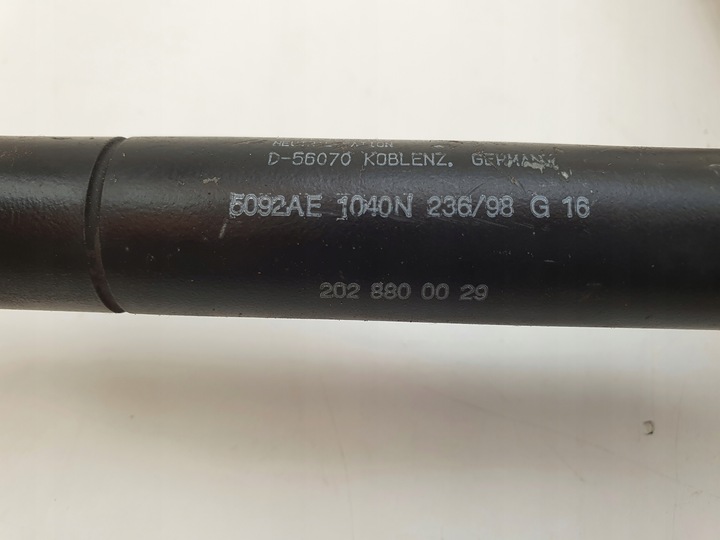 D-56070 KOBLENZ. GERMANY
5092AE 1040N 236/98 G 16
202 880 00 29